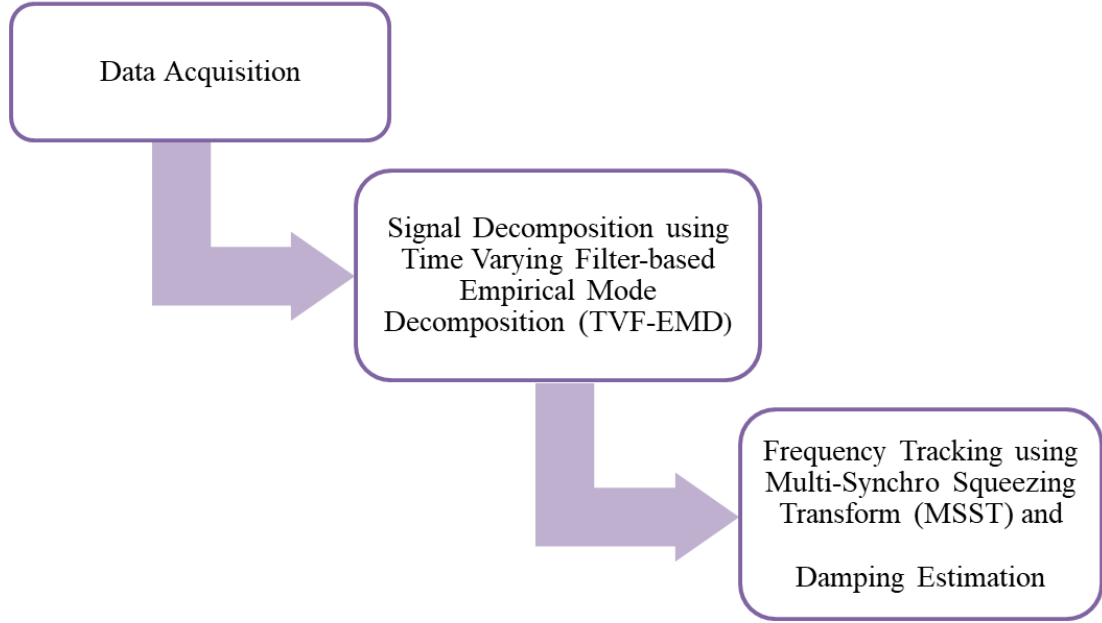 Data Acquisition
Signal Decomposition using
Time Varying Filter-based
Empirical Mode
Decomposition (TVF-EMD)
Frequency Tracking using
Multi-Synchro Squeezing
Transform (MSST) and
Damping Estimation